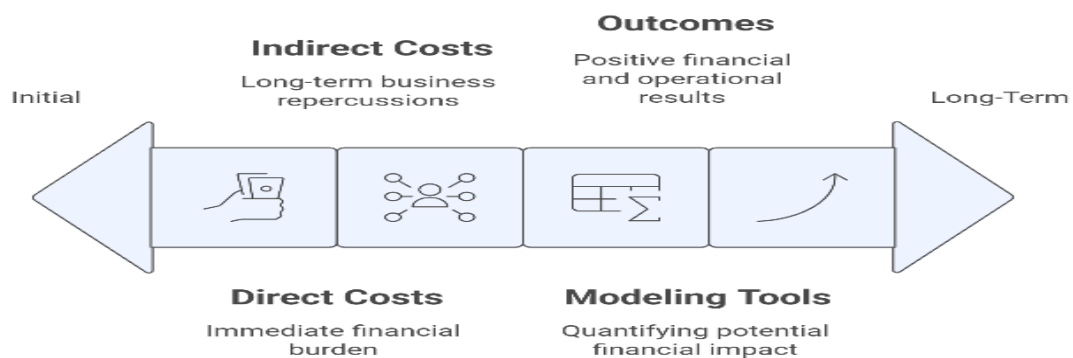 Outcomes
Indirect Costs
Positive financial
and operational
results
Long-term business
repercussions
Initial
Long-Term
Direct Costs
Immediate financial
burden
Modeling Tools
Quantifying potential
financial impact